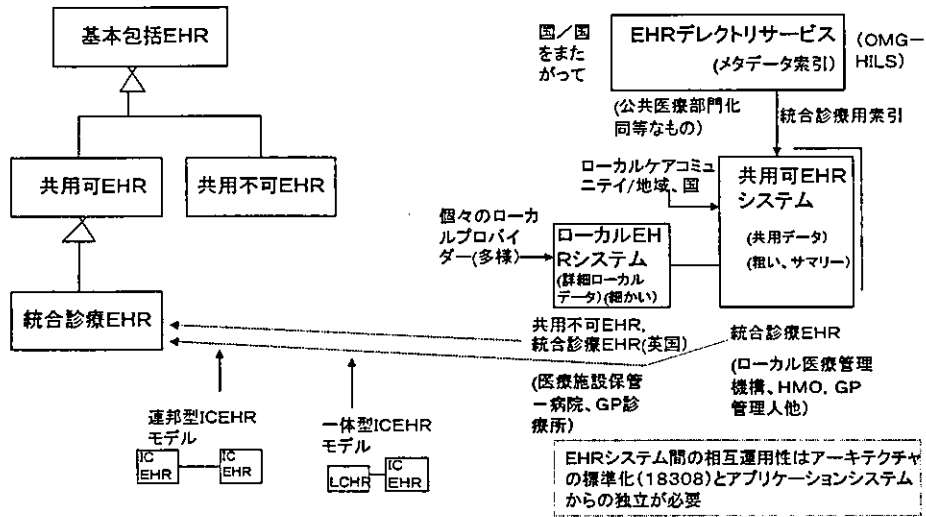 基本包括EHR
共用可EHR
共用不可EHR
統合診療EHR
連邦型ICEHR
モデル
IC
EHR
IC
EHR
一体型ICEHR
モデル
LCHR
IC
EHR
国／国
をまた
がって
EHRデレクトリサービス
(メタデータ索引)
(OMG－
HILS)
(公共医療部門化
同等なもの)
統合診療用索引
ローカルケアコミュ
ニテイ/地域、国
共用可EHR
システム
(共用データ)
(粗い、サマリー)
個々のローカ
ルプロバイ
ダー(多様)
ローカルEH
Rシステム
(詳細ローカル
データ)(細かい)
共用不可EHR,
統合診療EHR(英国)
統合診療EHR
(医療施設保管
ー病院、GP診
療所)
(ローカル医療管理
機構、HMO, GP
管理人他)
EHRシステム間の相互運用性はアーキテクチャ
の標準化(18308)とアプリケーションシステム
からの独立が必要